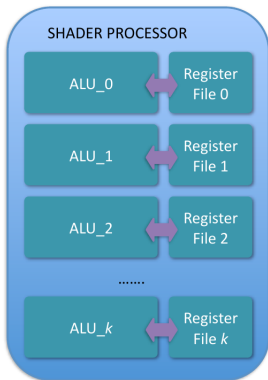 SHADER PROCESSOR
ALU_0
Register
File 0
ALU_1
Register
File 1
ALU_2
Register
File 2
.......
ALU_k
Register
File k